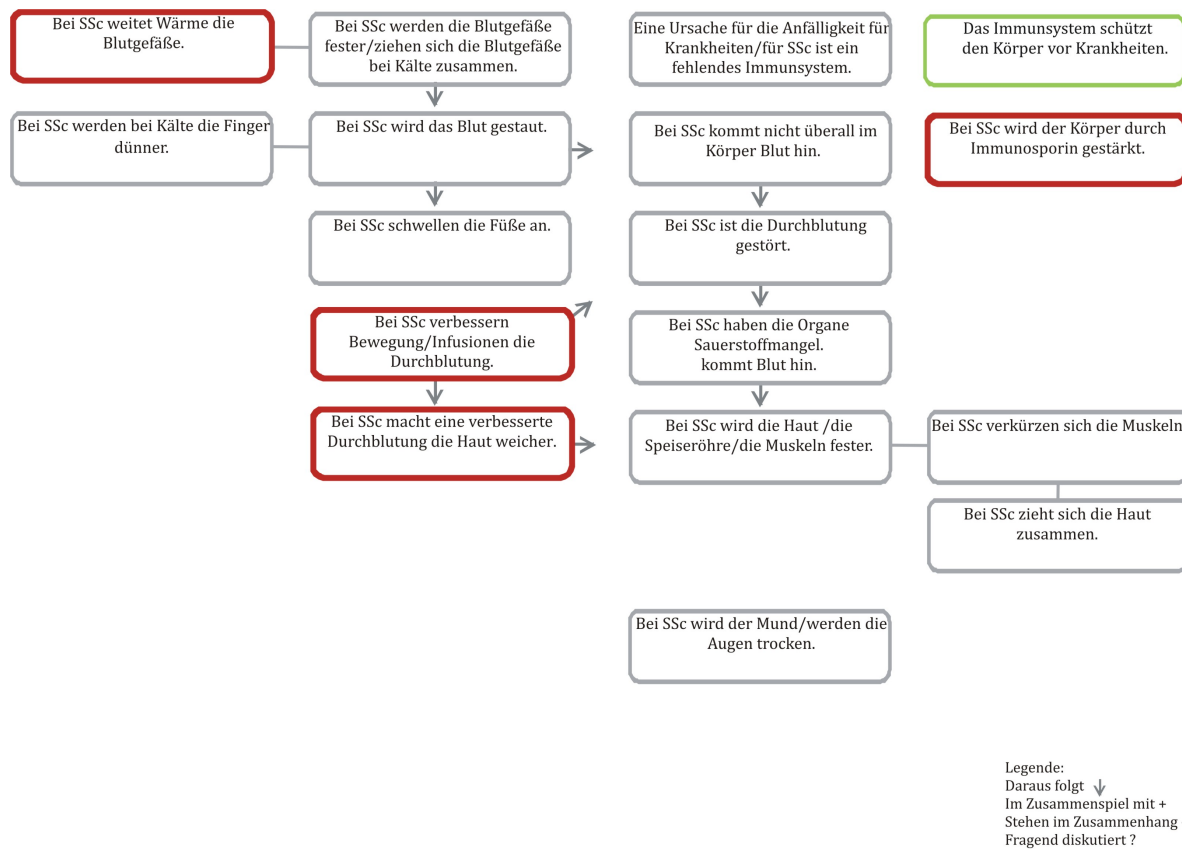 Bei SSc weitet Wärme die
Blutgefäße.
Bei SSc werden die Blutgefäße
fester/ziehen sich die Blutgefäße
bei Kälte zusammen.
Eine Ursache für die Anfälligkeit für
Krankheiten/für SSc ist ein
fehlendes Immunsystem.
Das Immunsystem schützt
den Körper vor Krankheiten.
Bei SSc werden bei Kälte die Finger
dünner.
Bei SSc wird das Blut gestaut.
Bei SSc kommt nicht überall im
Körper Blut hin.
Bei SSc wird der Körper durch
Immunosporin gestärkt.
Bei SSc schwellen die Füße an.
Bei SSc ist die Durchblutung
gestört.
Bei SSc verbessern
Bewegung/Infusionen die
Durchblutung.
Bei SSc haben die Organe
Sauerstoffmangel.
kommt Blut hin.
Bei SSc macht eine verbesserte
Durchblutung die Haut weicher.
Bei SSc wird die Haut /die
Speiseröhre/die Muskeln fester.
Bei SSc verkürzen sich die Muskeln
Bei SSc zieht sich die Haut
zusammen.
Bei SSc wird der Mund/werden die
Augen trocken.
Legende:
Daraus folgt
Im Zusammenspiel mit +
Stehen im Zusammenhang
Fragend diskutiert ?